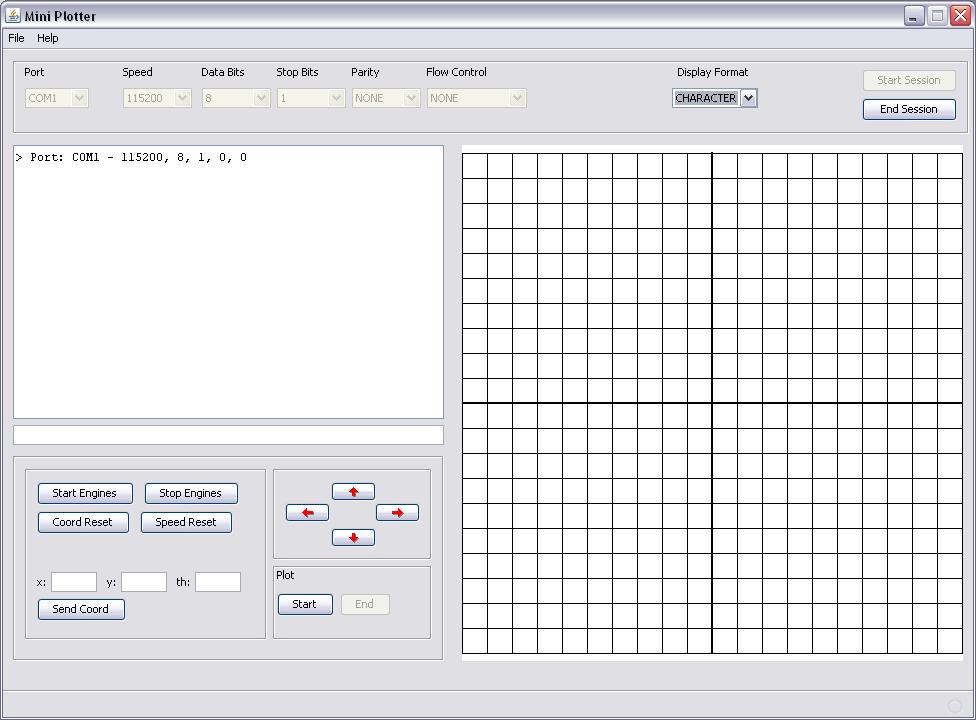 Mini Plotter
File Help
Port Speed Data Bits Stop Bits Parity Flow Control Display Format
COM1 115200 8 1 NONE NONE CHARACTER
Start Session
End Session
> Port: COM1 - 115200, 8, 1, 0, 0
Start Engines Stop Engines
Coord Reset Speed Reset
x: y: th:
Send Coord
Plot
Start End